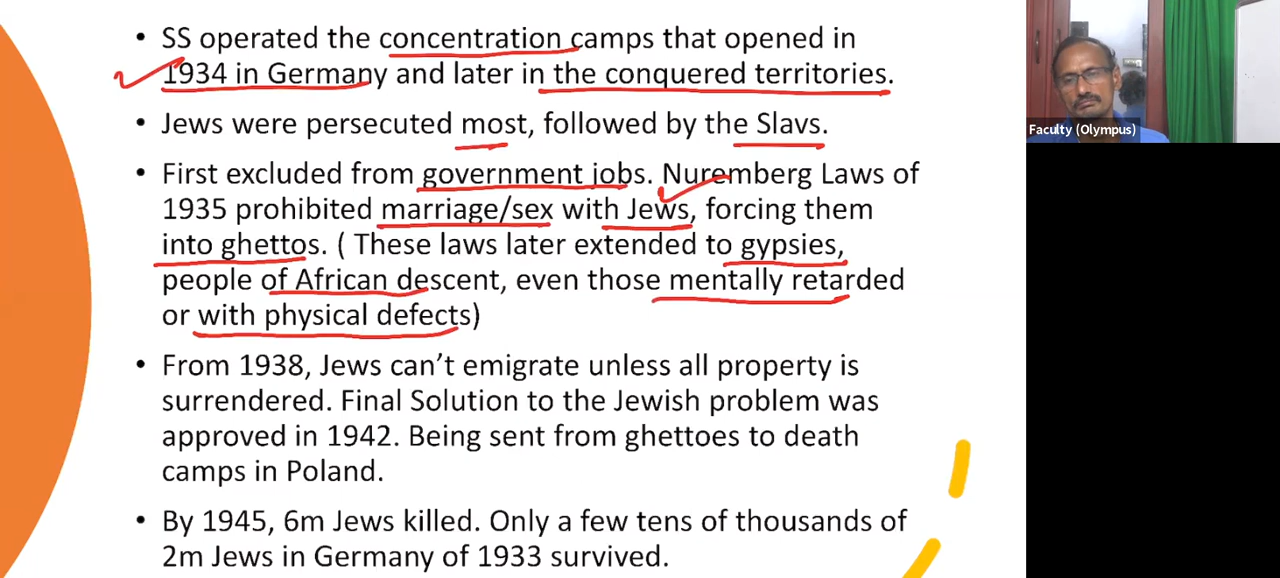 • SS operated the concentration camps that opened in
1934 in Germany and later in the conquered territories.
• Jews were persecuted most, followed by the Slavs.
• First excluded from government jobs. Nuremberg Laws of
1935 prohibited marriage/sex with Jews, forcing them
into ghettos. ( These laws later extended to gypsies,
people of African descent, even those mentally retarded
or with physical defects)
• From 1938, Jews can’t emigrate unless all property is
surrendered. Final Solution to the Jewish problem was
approved in 1942. Being sent from ghettoes to death
camps in Poland.
• By 1945, 6m Jews killed. Only a few tens of thousands of
2m Jews in Germany of 1933 survived.
Faculty (Olympus)